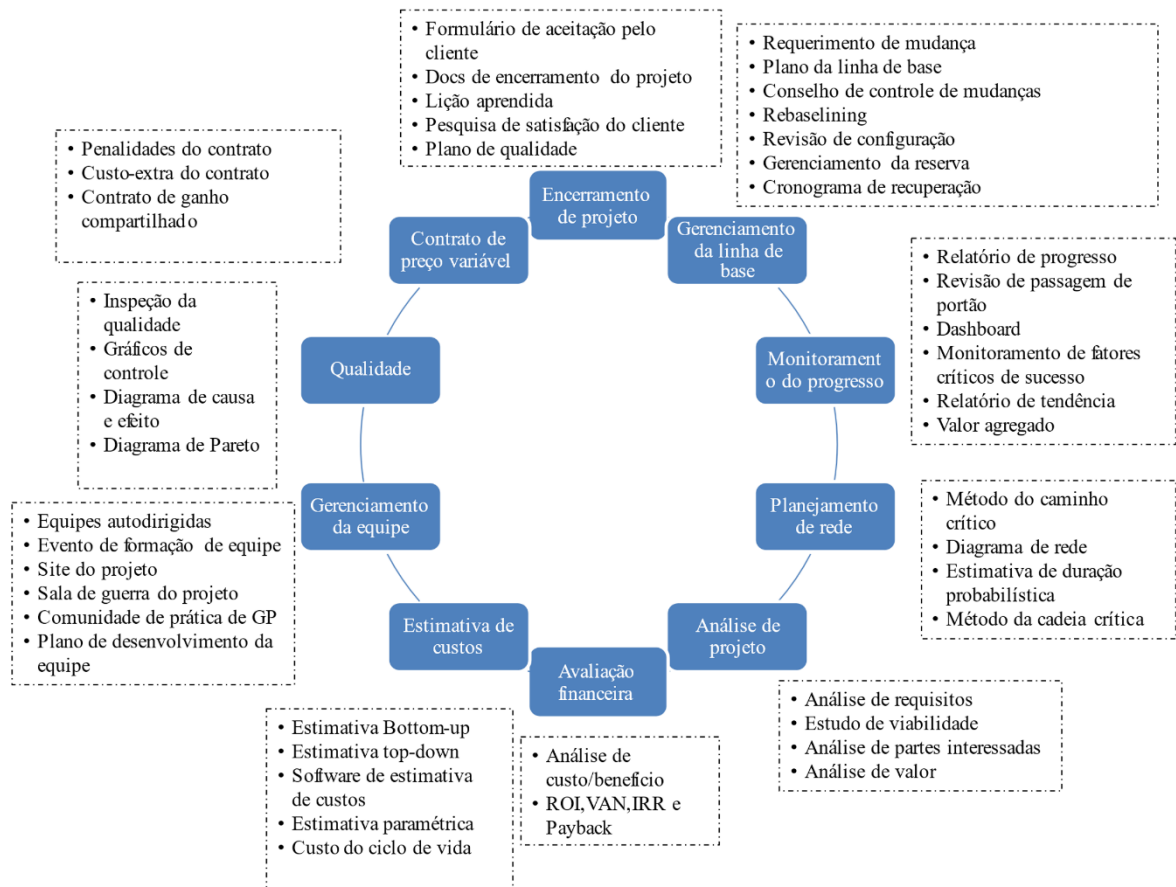 • Formulário de aceitação pelo
cliente
• Docs de encerramento do projeto
• Lição aprendida
• Pesquisa de satisfação do cliente
• Plano de qualidade
• Requerimento de mudança
• Plano da linha de base
• Conselho de controle de mudanças
• Rebaselining
• Revisão de configuração
• Gerenciamento da reserva
• Cronograma de recuperação
• Penalidades do contrato
• Custo-extra do contrato
• Contrato de ganho
compartilhado
Encerramento
de projeto
Contrato de
preço variável
Gerenciamento
da linha de
base
• Relatório de progresso
• Revisão de passagem de
portão
• Dashboard
• Monitoramento de fatores
críticos de sucesso
• Relatório de tendência
• Valor agregado
• Inspeção da
qualidade
• Gráficos de
controle
• Diagrama de causa
e efeito
• Diagrama de Pareto
Qualidade
Monitorament
o do progresso
• Equipes autodirigidas
• Evento de formação de equipe
• Site do projeto
• Sala de guerra do projeto
• Comunidade de prática de GP
• Plano de desenvolvimento da
equipe
Gerenciamento
da equipe
Planejamento
de rede
• Método do caminho
crítico
• Diagrama de rede
• Estimativa de duração
probabilística
• Método da cadeia crítica
Estimativa de
custos
Avaliação
financeira
Análise de
projeto
• Estimativa Bottom-up
• Estimativa top-down
• Software de estimativa
de custos
• Estimativa paramétrica
• Custo do ciclo de vida
• Análise de
custo/benefício
• ROI,VAN,IRR e
Payback
• Análise de requisitos
• Estudo de viabilidade
• Análise de partes interessadas
• Análise de valor